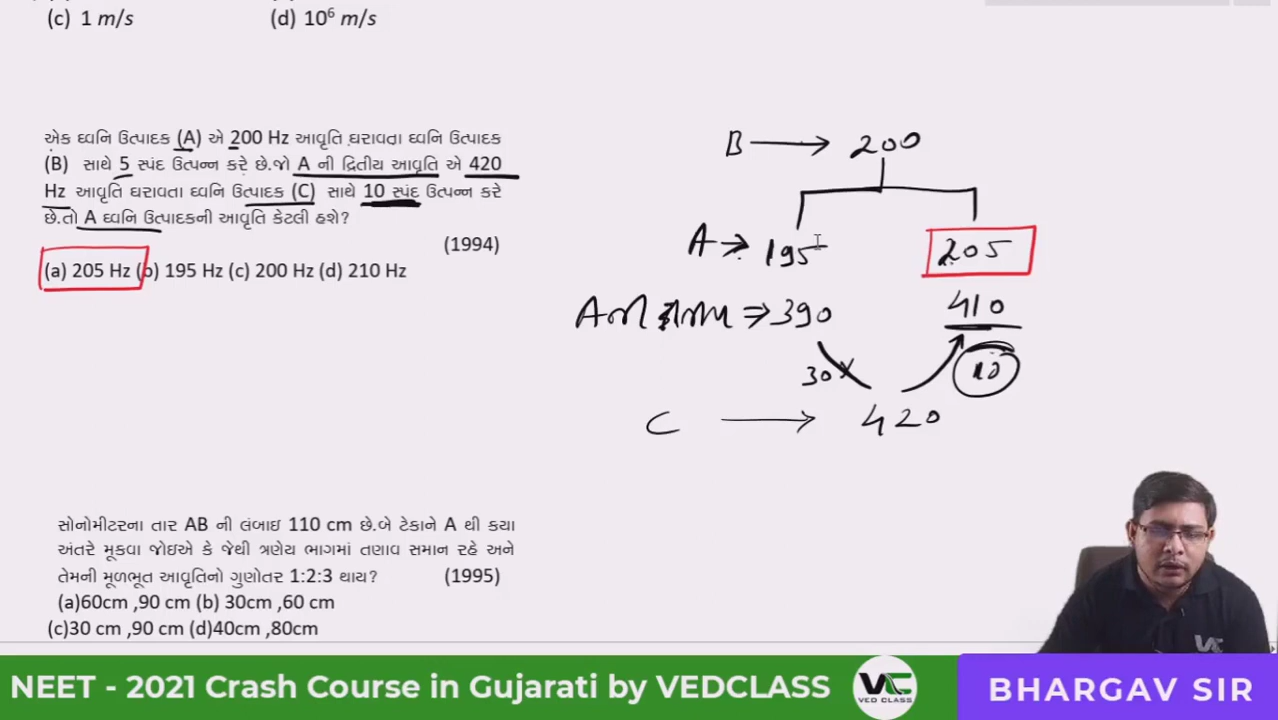 (c) 1 m/s (d) 10⁶ m/s
એક ધ્વનિ ઉત્પાદક (A) એ 200 Hz આવૃતિ ધરાવતા ધ્વનિ ઉત્પાદક
(B) સાથે 5 સ્પંદ ઉત્પન્ન કરે છે.જો A ની દ્રિતીય આવૃતિ એ 420
Hz આવૃતિ ધરાવતા ધ્વનિ ઉત્પાદક (C) સાથે 10 સ્પંદ ઉત્પન્ન કરે
છે.તો A ધ્વનિ ઉત્પાદકની આવૃતિ કેટલી હશે?
(1994)
(a) 205 Hz (b) 195 Hz (c) 200 Hz (d) 210 Hz
B → 200
A → 195 205
⇒ 390 410
30 × 10
C → 420
સોનોમીટરના તાર AB ની લંબાઇ 110 cm છે.બે ટેકાને A થી કયા
અંતરે મૂકવા જોઇએ કે જેથી ત્રણેય ભાગમાં તણાવ સમાન રહે અને
તેમની મૂળભૂત આવૃતિનો ગુણોતર 1:2:3 થાય? (1995)
(a)60cm ,90 cm (b) 30cm ,60 cm
(c)30 cm ,90 cm (d)40cm ,80cm
VC
NEET - 2021 Crash Course in Gujarati by VEDCLASS
VC
VED CLASS
BHARGAV SIR